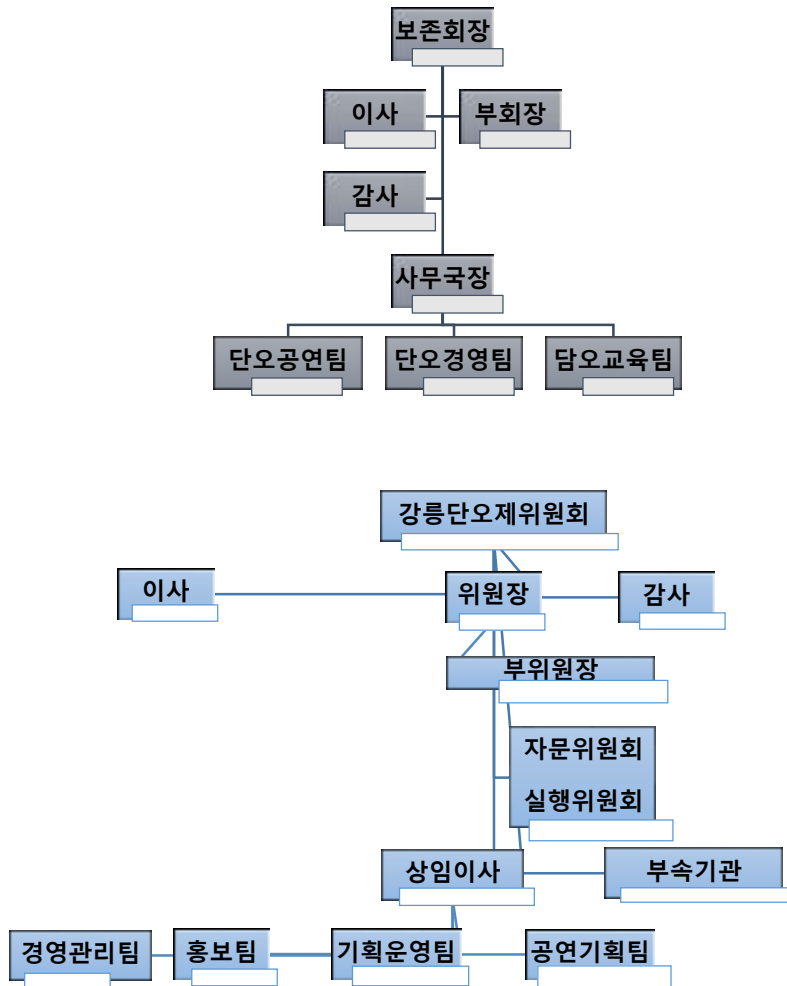 보존회장
이사
부회장
감사
사무국장
단오공연팀
단오경영팀
담오교육팀
강릉단오제위원회
이사
위원장
감사
부위원장
자문위원회
실행위원회
상임이사
부속기관
경영관리팀
홍보팀
기획운영팀
공연기획팀